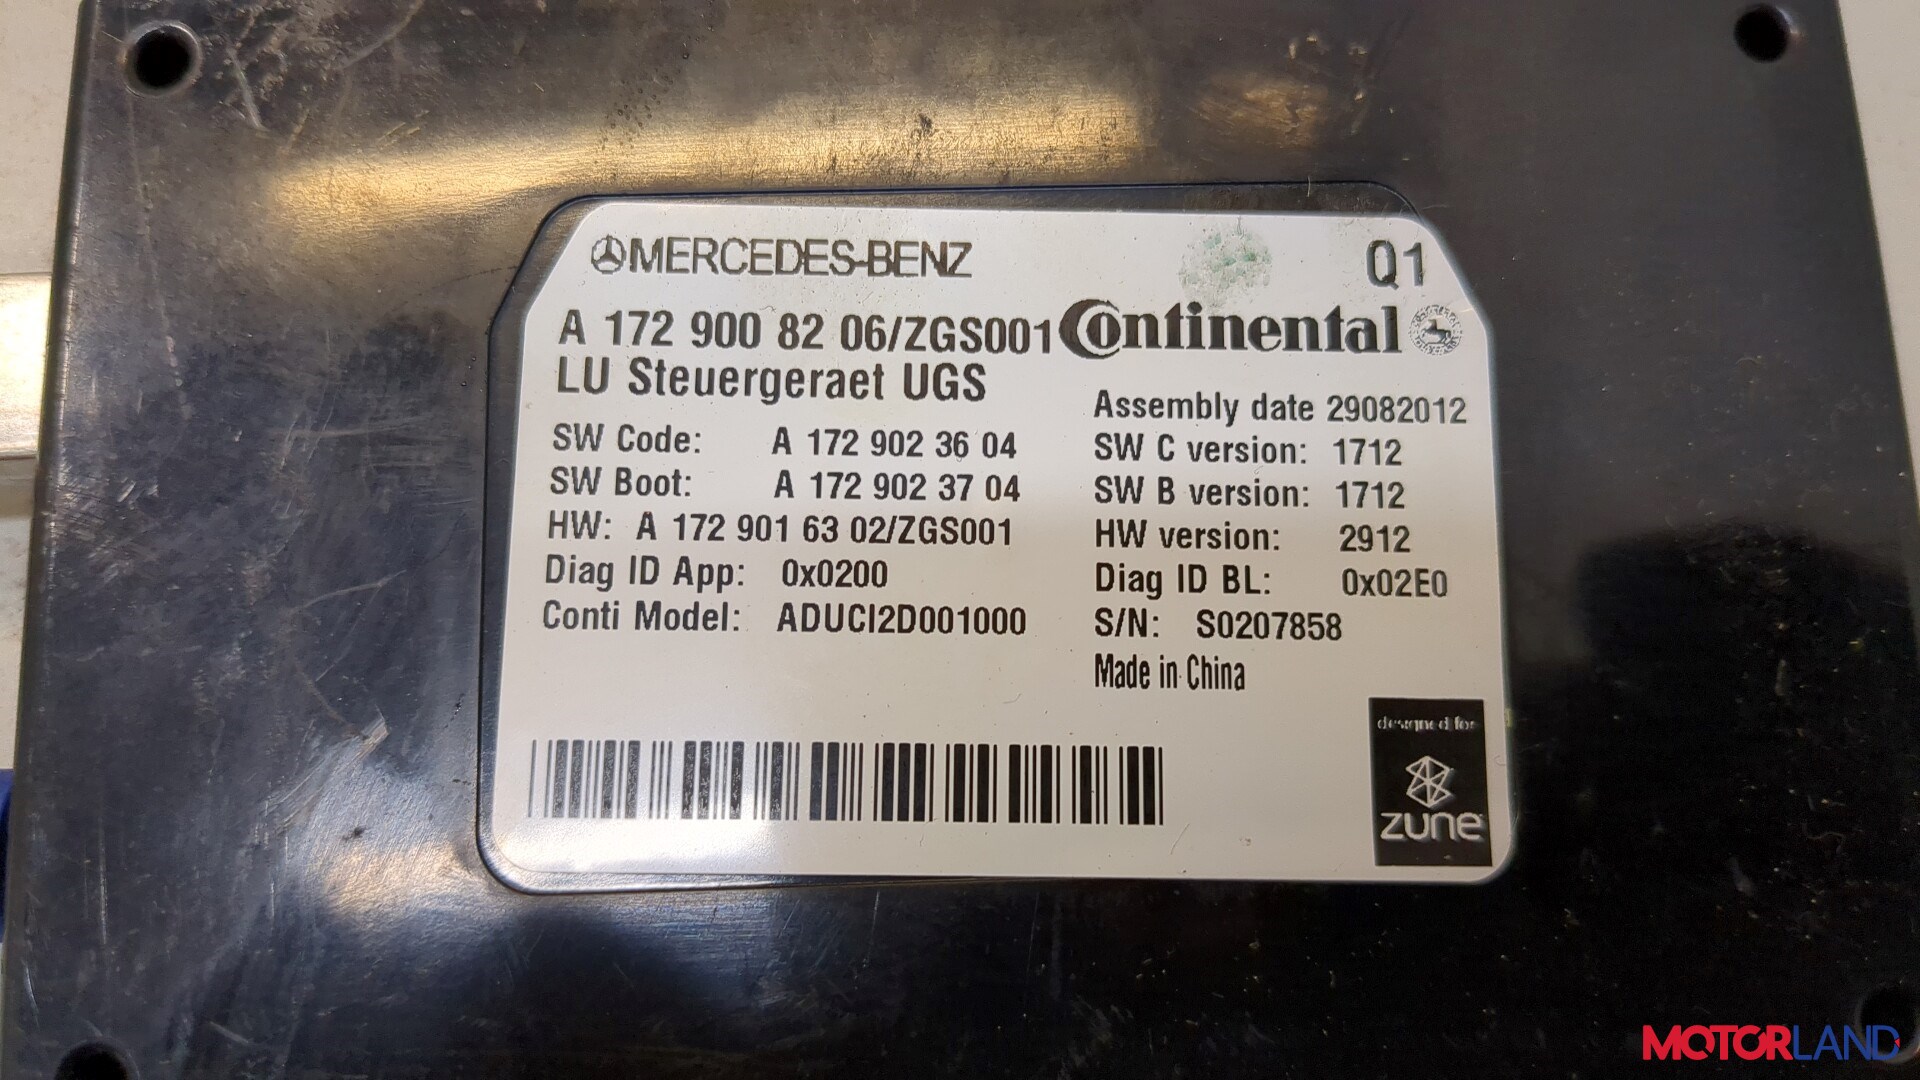 MERCEDES-BENZ
Q1
A 172 900 82 06/ZGS001
Continental
LU Steuergeraet UGS
Assembly date 29082012
SW Code: A 172 902 36 04
SW C version: 1712
SW Boot: A 172 902 37 04
SW B version: 1712
HW: A 172 901 63 02/ZGS001
HW version: 2912
Diag ID App: 0x0200
Diag ID BL: 0x02E0
Conti Model: ADUCI2D001000
S/N: S0207858
Made in China
designed for
zune
MOTORLAND